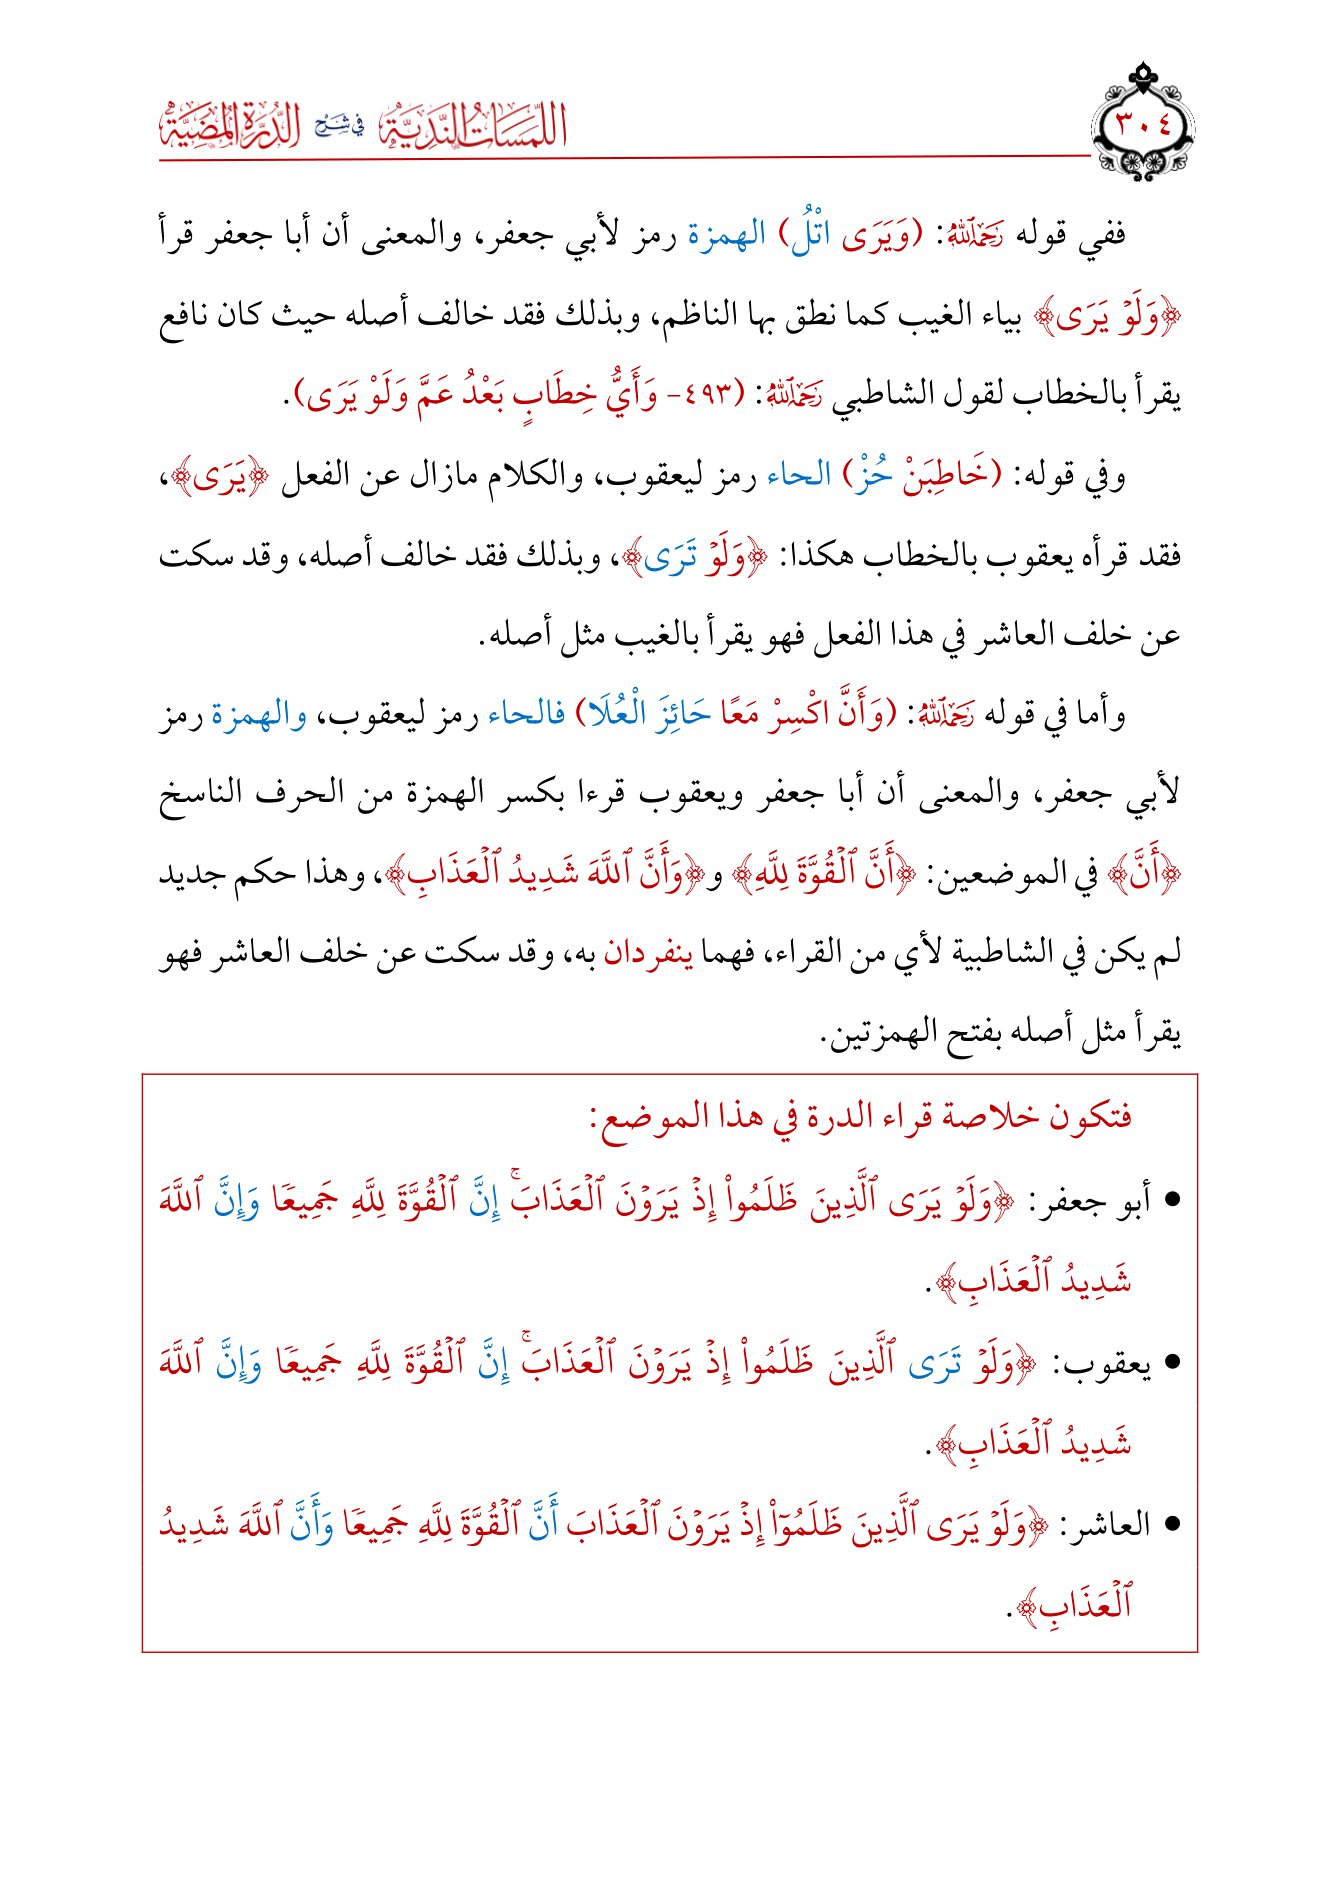 اللمسات الندية في شرح الدرة المضية
٣٠٤
ففي قوله رَحِمَهُ ٱللَّهُ: (وَيَرَى اتْلُ) الهمزة رمز لأبي جعفر، والمعنى أن أبا جعفر قرأ
﴿وَلَوۡ يَرَى﴾ بياء الغيب كما نطق بها الناظم، وبذلك فقد خالف أصله حيث كان نافع
يقرأ بالخطاب لقول الشاطبي رَحِمَهُ ٱللَّهُ: (٤٩٣- وَأَيُّ خِطَابٍ بَعْدُ عَمَّ وَلَوْ يَرَى).
وفي قوله: (خَاطِبَنْ حُزْ) الحاء رمز ليعقوب، والكلام مازال عن الفعل ﴿يَرَى﴾،
فقد قرأه يعقوب بالخطاب هكذا: ﴿وَلَوۡ تَرَى﴾، وبذلك فقد خالف أصله، وقد سكت
عن خلف العاشر في هذا الفعل فهو يقرأ بالغيب مثل أصله.
وأما في قوله رَحِمَهُ ٱللَّهُ: (وَأَنَّ اكْسِرْ مَعًا حَائِزَ الْعُلَا) فالحاء رمز ليعقوب، والهمزة رمز
لأبي جعفر، والمعنى أن أبا جعفر ويعقوب قرءا بكسر الهمزة من الحرف الناسخ
﴿أَنَّ﴾ في الموضعين: ﴿أَنَّ ٱلۡقُوَّةَ لِلَّهِ﴾ و﴿وَأَنَّ ٱللَّهَ شَدِيدُ ٱلۡعَذَابِ﴾، وهذا حكم جديد
لم يكن في الشاطبية لأي من القراء، فهما ينفردان به، وقد سكت عن خلف العاشر فهو
يقرأ مثل أصله بفتح الهمزتين.
فتكون خلاصة قراء الدرة في هذا الموضع:
● أبو جعفر: ﴿وَلَوۡ يَرَى ٱلَّذِينَ ظَلَمُواْ إِذۡ يَرَوۡنَ ٱلۡعَذَابَۚ إِنَّ ٱلۡقُوَّةَ لِلَّهِ جَمِيعٗا وَإِنَّ ٱللَّهَ
شَدِيدُ ٱلۡعَذَابِ﴾.
● يعقوب: ﴿وَلَوۡ تَرَى ٱلَّذِينَ ظَلَمُواْ إِذۡ يَرَوۡنَ ٱلۡعَذَابَۚ إِنَّ ٱلۡقُوَّةَ لِلَّهِ جَمِيعٗا وَإِنَّ ٱللَّهَ
شَدِيدُ ٱلۡعَذَابِ﴾.
● العاشر: ﴿وَلَوۡ يَرَى ٱلَّذِينَ ظَلَمُوٓاْ إِذۡ يَرَوۡنَ ٱلۡعَذَابَ أَنَّ ٱلۡقُوَّةَ لِلَّهِ جَمِيعٗا وَأَنَّ ٱللَّهَ شَدِيدُ
ٱلۡعَذَابِ﴾.